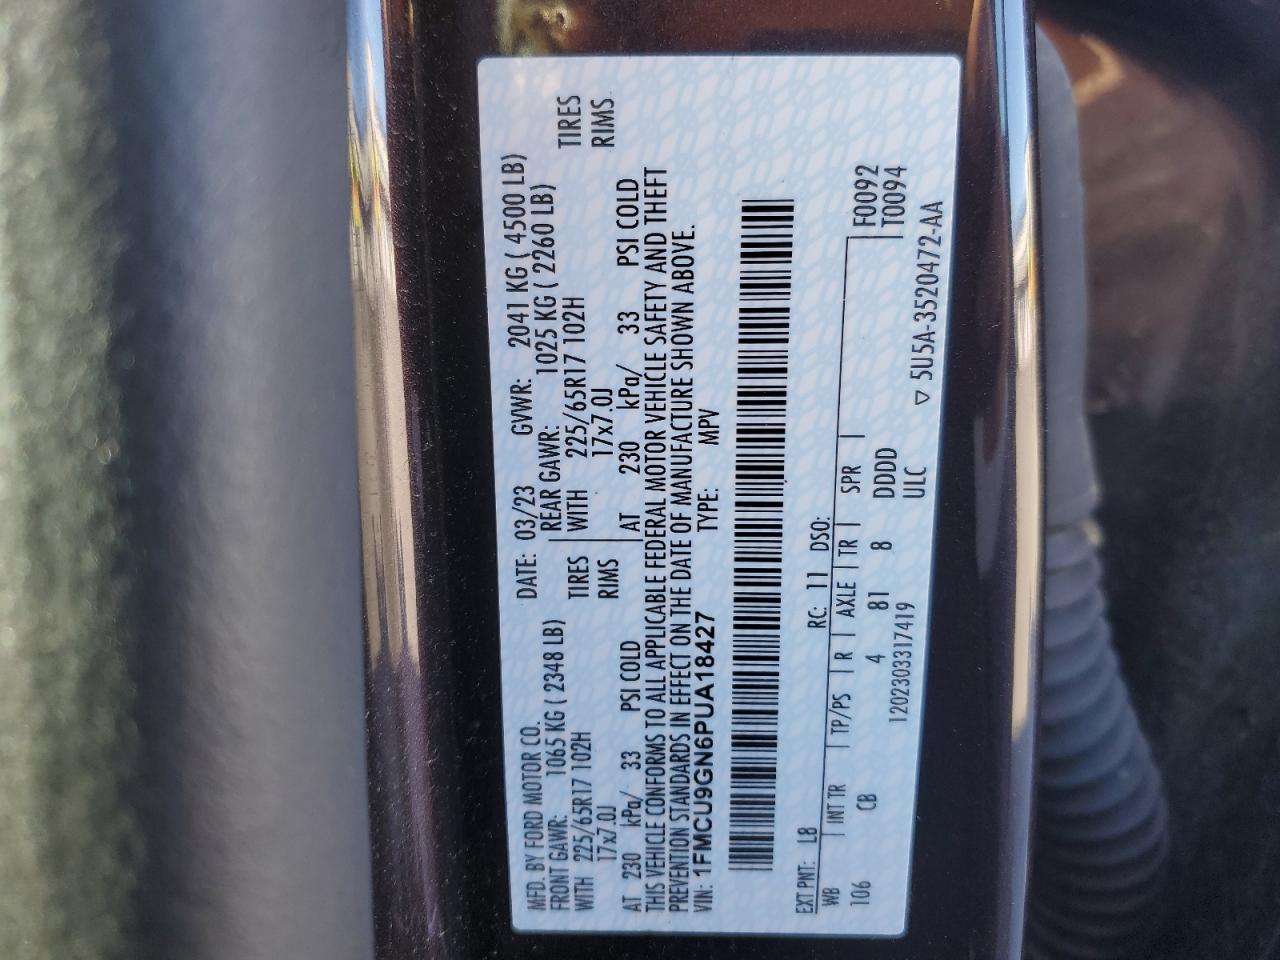 MFD. BY FORD MOTOR CO. DATE: 03/23 GVWR: 2041 KG ( 4500 LB)
FRONT GAWR: 1065 KG ( 2348 LB) REAR GAWR: 1025 KG ( 2260 LB)
WITH 225/65R17 102H TIRES WITH 225/65R17 102H TIRES
17x7.0J RIMS 17x7.0J RIMS
AT 230 kPa/ 33 PSI COLD AT 230 kPa/ 33 PSI COLD
THIS VEHICLE CONFORMS TO ALL APPLICABLE FEDERAL MOTOR VEHICLE SAFETY AND THEFT
PREVENTION STANDARDS IN EFFECT ON THE DATE OF MANUFACTURE SHOWN ABOVE.
VIN: 1FMCU9GN6PUA18427 TYPE: MPV
EXT PNT: LB RC: 11 DSO:
WB INT TR TP/PS R AXLE TR SPR F0092
106 CB 4 81 8 DDDD T0094
1202303317419 ULC
▽ 5U5A-3520472-AA